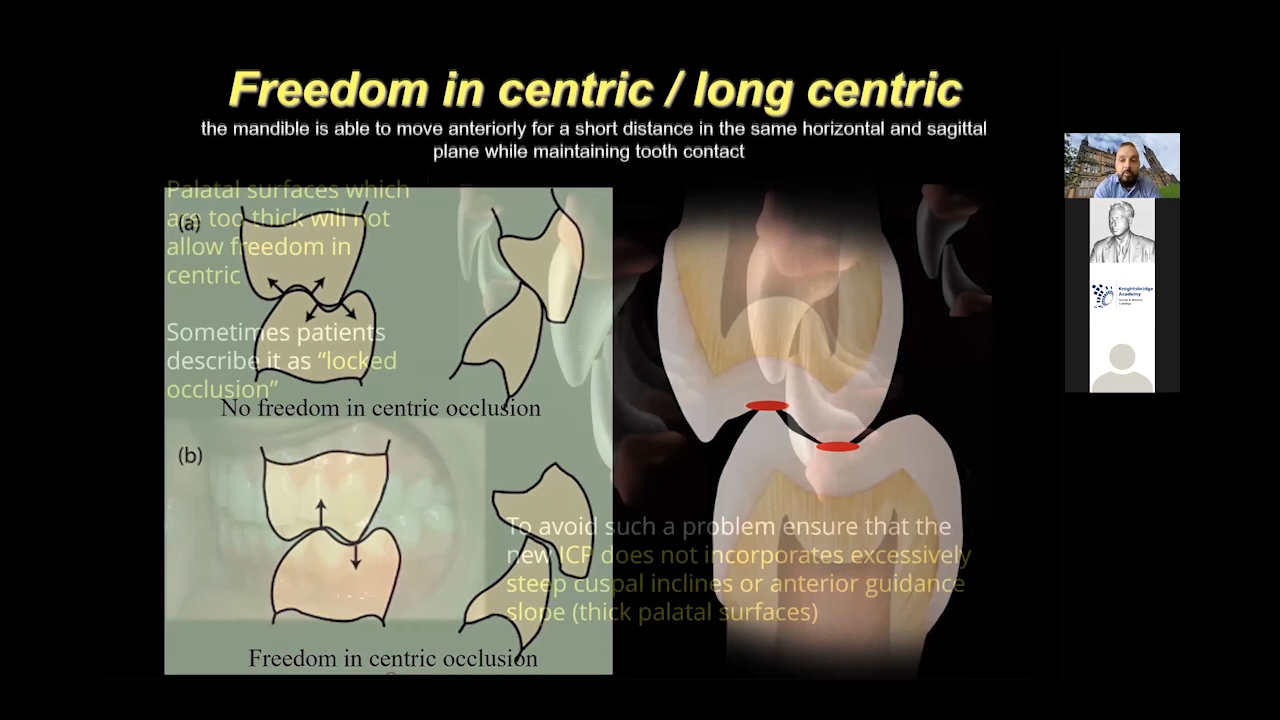 Freedom in centric / long centric
the mandible is able to move anteriorly for a short distance in the same horizontal and sagittal
plane while maintaining tooth contact
Palatal surfaces which
are too thick will not
allow freedom in
centric
(a)
Sometimes patients
describe it as “locked
occlusion”
No freedom in centric occlusion
(b)
To avoid such a problem ensure that the
new ICP does not incorporates excessively
steep cuspal inclines or anterior guidance
slope (thick palatal surfaces)
Freedom in centric occlusion
Knightsbridge
Academy